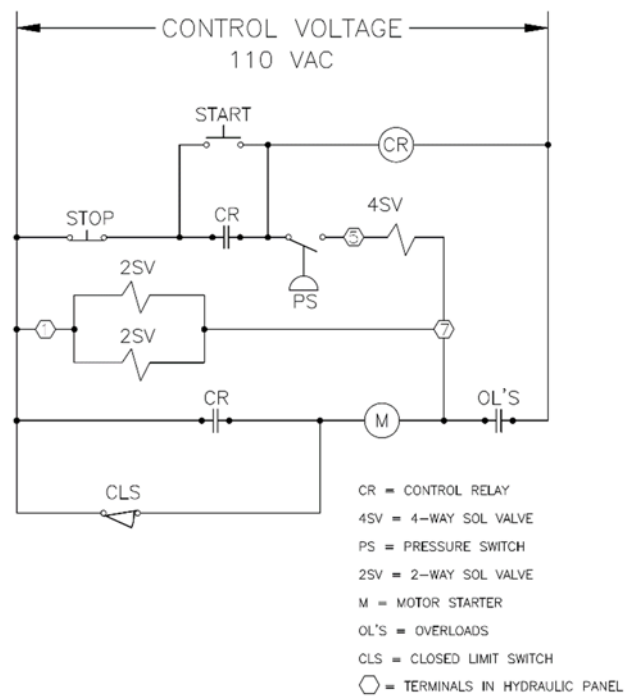 CONTROL VOLTAGE
110 VAC
START
CR
STOP
CR
4SV
5
PS
2SV
1
2SV
7
CR
M
OL'S
CLS
CR = CONTROL RELAY
4SV = 4-WAY SOL VALVE
PS = PRESSURE SWITCH
2SV = 2-WAY SOL VALVE
M = MOTOR STARTER
OL'S = OVERLOADS
CLS = CLOSED LIMIT SWITCH
= TERMINALS IN HYDRAULIC PANEL